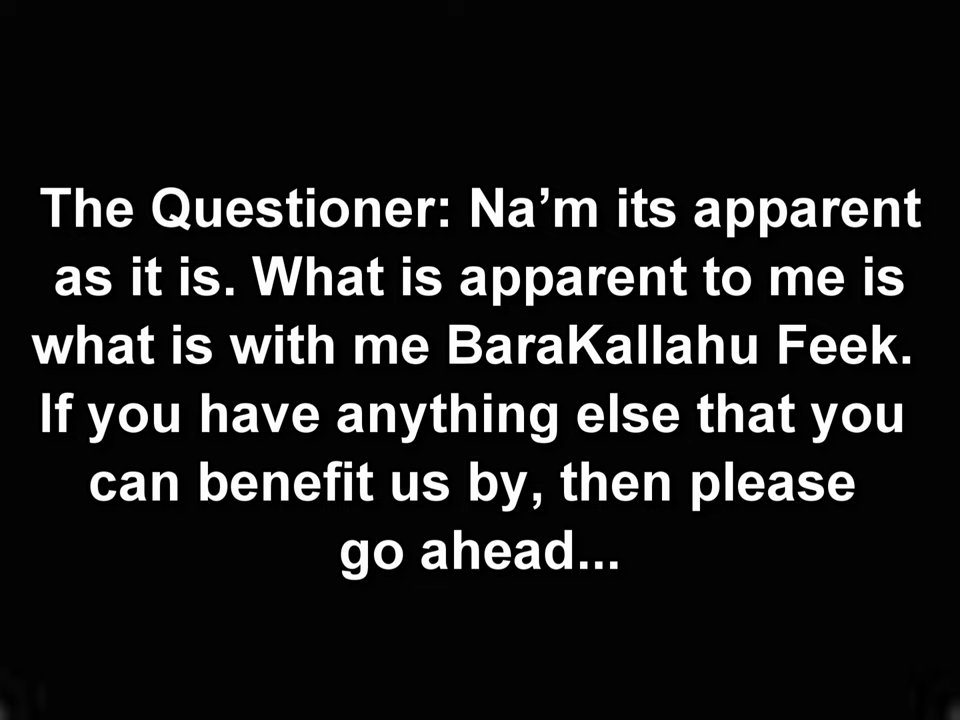 The Questioner: Na’m its apparent
as it is. What is apparent to me is
what is with me BaraKallahu Feek.
If you have anything else that you
can benefit us by, then please
go ahead...